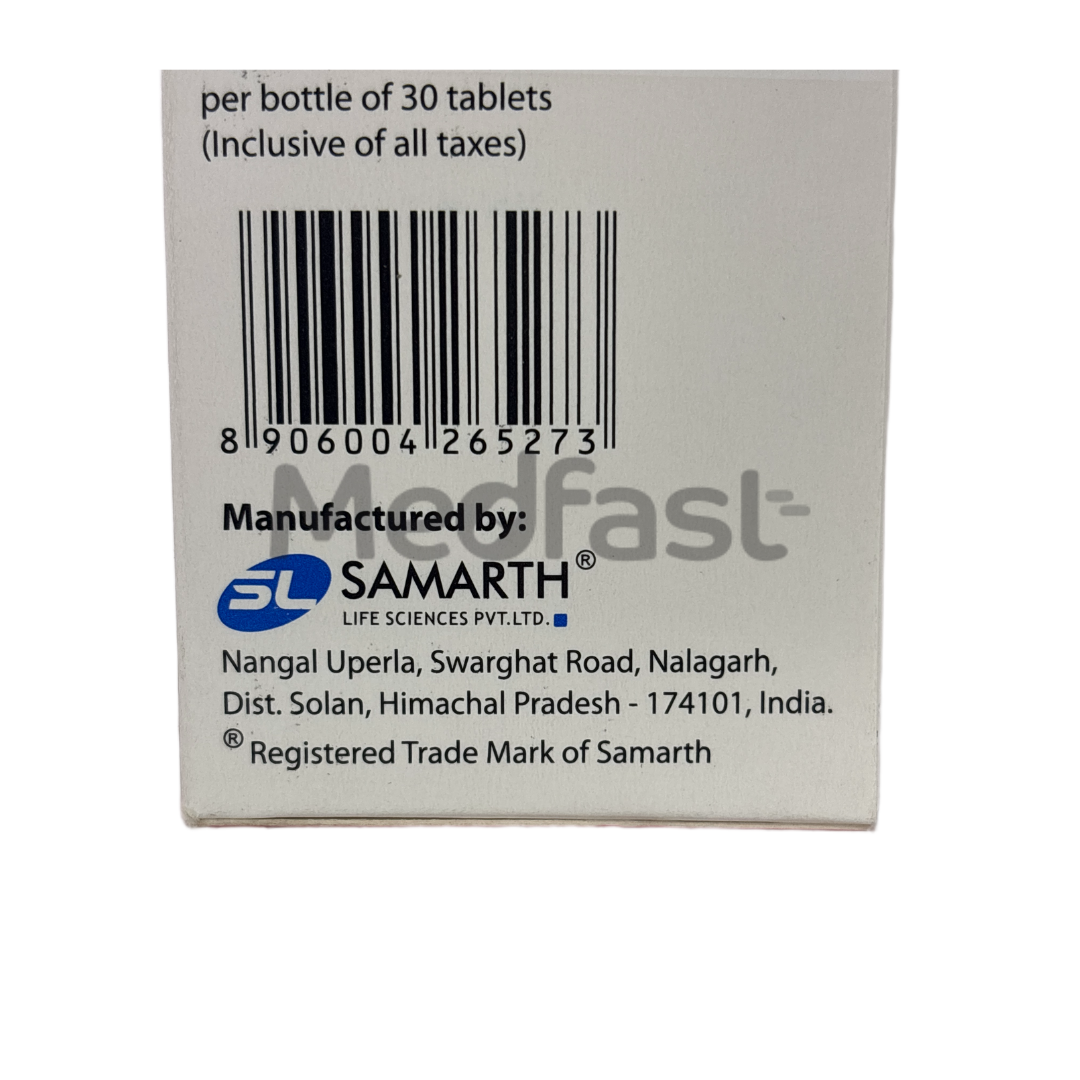 per bottle of 30 tablets
(Inclusive of all taxes)
8 906004 265273
Medfast
Manufactured by:
SL SAMARTH®
LIFE SCIENCES PVT.LTD.
Nangal Uperla, Swarghat Road, Nalagarh,
Dist. Solan, Himachal Pradesh - 174101, India.
® Registered Trade Mark of Samarth